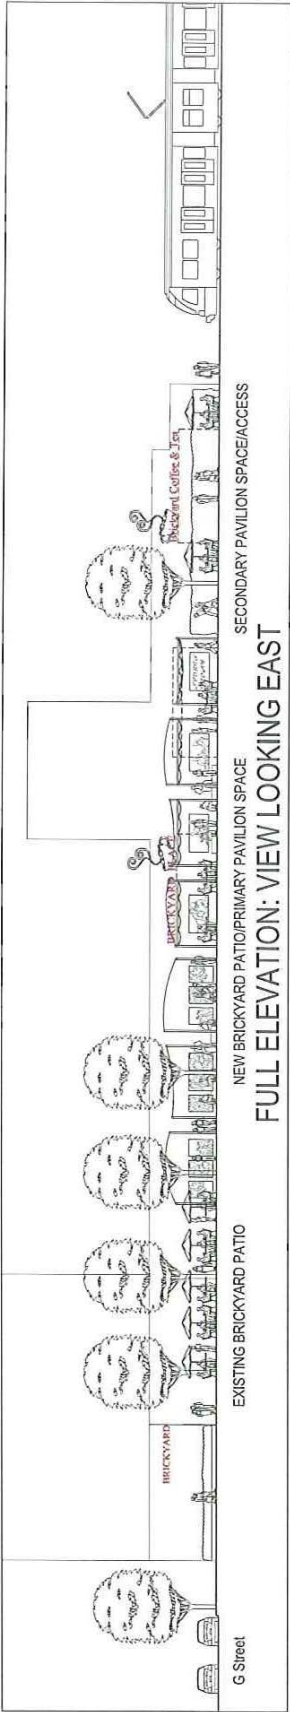 BRICKYARD
BRICKYARD PLACE
Brickyard Coffee & Tea
G Street
EXISTING BRICKYARD PATIO
NEW BRICKYARD PATIO/PRIMARY PAVILION SPACE
SECONDARY PAVILION SPACE/ACCESS
FULL ELEVATION: VIEW LOOKING EAST